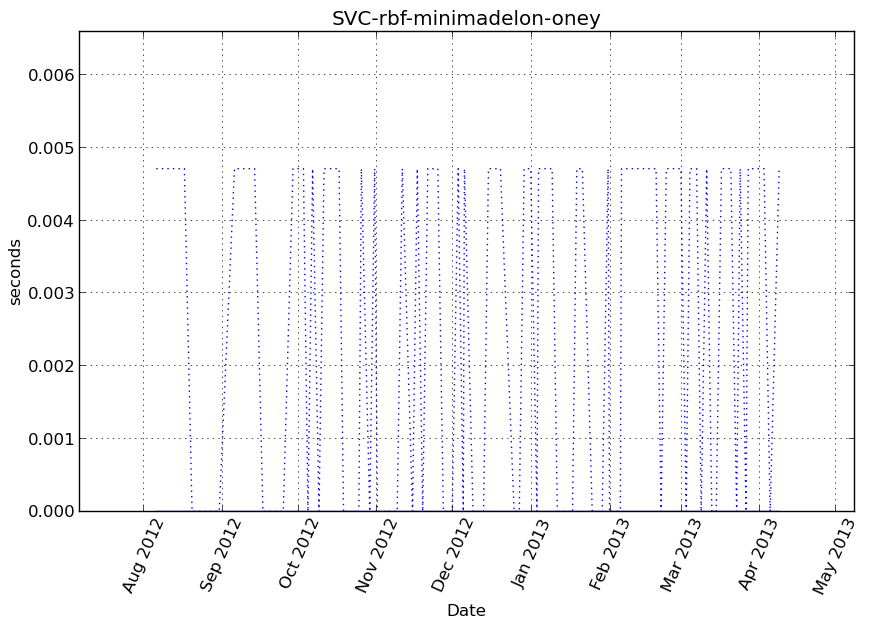 SVC-rbf-minimadelon-oney
0.006
0.005
0.004
0.003
0.002
0.001
0.000
seconds
Aug 2012
Sep 2012
Oct 2012
Nov 2012
Dec 2012
Jan 2013
Feb 2013
Mar 2013
Apr 2013
May 2013
Date